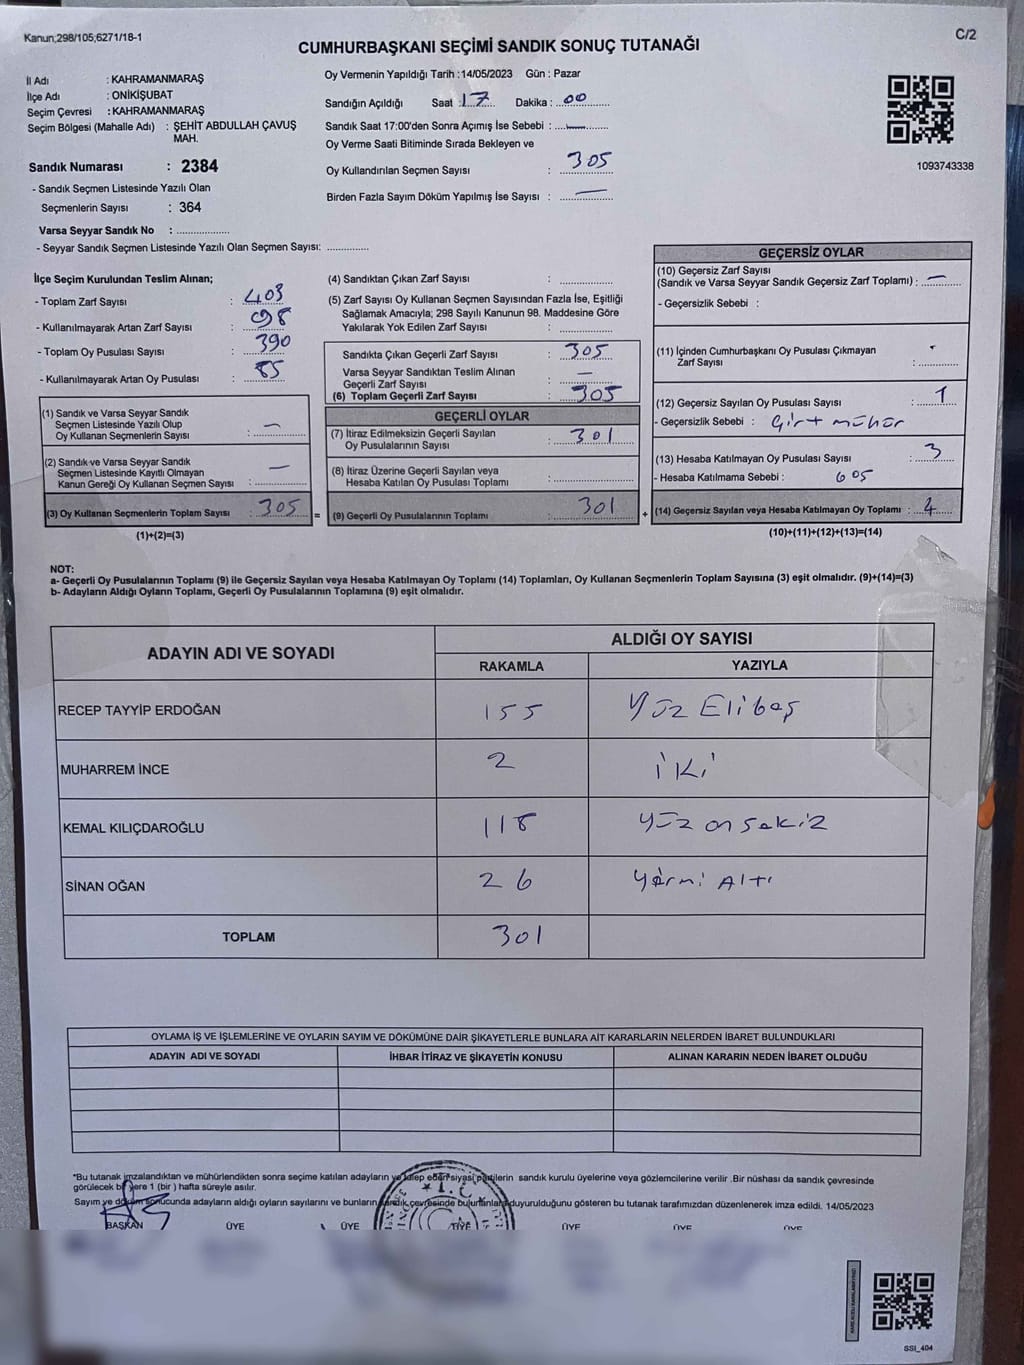 Kanun;298/105;6271/18-1
C/2
CUMHURBAŞKANI SEÇİMİ SANDIK SONUÇ TUTANAĞI
İl Adı : KAHRAMANMARAŞ
İlçe Adı : ONİKİŞUBAT
Seçim Çevresi : KAHRAMANMARAŞ
Seçim Bölgesi (Mahalle Adı) : ŞEHİT ABDULLAH ÇAVUŞ
MAH.
Sandık Numarası : 2384
- Sandık Seçmen Listesinde Yazılı Olan
Seçmenlerin Sayısı : 364
Varsa Seyyar Sandık No :
- Seyyar Sandık Seçmen Listesinde Yazılı Olan Seçmen Sayısı:
Oy Vermenin Yapıldığı Tarih : 14/05/2023 Gün : Pazar
Sandığın Açıldığı Saat : 17 Dakika : 00
Sandık Saat 17:00'den Sonra Açımış İse Sebebi : —
Oy Verme Saati Bitiminde Sırada Bekleyen ve
Oy Kullandırılan Seçmen Sayısı : 305
Birden Fazla Sayım Döküm Yapılmış İse Sayısı : —
1093743338
İlçe Seçim Kurulundan Teslim Alınan;
- Toplam Zarf Sayısı : 403
- Kullanılmayarak Artan Zarf Sayısı : 098
- Toplam Oy Pusulası Sayısı : 390
- Kullanılmayarak Artan Oy Pusulası : 85
(1) Sandık ve Varsa Seyyar Sandık
Seçmen Listesinde Yazılı Olup
Oy Kullanan Seçmenlerin Sayısı : —
(2) Sandık ve Varsa Seyyar Sandık
Seçmen Listesinde Kayıtlı Olmayan
Kanun Gereği Oy Kullanan Seçmen Sayısı : —
(3) Oy Kullanan Seçmenlerin Toplam Sayısı : 305 =
(1)+(2)=(3)
(4) Sandıktan Çıkan Zarf Sayısı :
(5) Zarf Sayısı Oy Kullanan Seçmen Sayısından Fazla İse, Eşitliği
Sağlamak Amacıyla; 298 Sayılı Kanunun 98. Maddesine Göre
Yakılarak Yok Edilen Zarf Sayısı :
Sandıkta Çıkan Geçerli Zarf Sayısı : 305
Varsa Seyyar Sandıktan Teslim Alınan
Geçerli Zarf Sayısı : —
(6) Toplam Geçerli Zarf Sayısı : 305
GEÇERLİ OYLAR
(7) İtiraz Edilmeksizin Geçerli Sayılan
Oy Pusulalarının Sayısı : 301
(8) İtiraz Üzerine Geçerli Sayılan veya
Hesaba Katılan Oy Pusulası Toplamı :
(9) Geçerli Oy Pusulalarının Toplamı : 301 +
GEÇERSİZ OYLAR
(10) Geçersiz Zarf Sayısı
(Sandık ve Varsa Seyyar Sandık Geçersiz Zarf Toplamı) : —
- Geçersizlik Sebebi :
(11) İçinden Cumhurbaşkanı Oy Pusulası Çıkmayan
Zarf Sayısı :
(12) Geçersiz Sayılan Oy Pusulası Sayısı : 1
- Geçersizlik Sebebi : Çift mühür
(13) Hesaba Katılmayan Oy Pusulası Sayısı : 3
- Hesaba Katılmama Sebebi : boş
(14) Geçersiz Sayılan veya Hesaba Katılmayan Oy Toplamı : 4
(10)+(11)+(12)+(13)=(14)
NOT:
a- Geçerli Oy Pusulalarının Toplamı (9) ile Geçersiz Sayılan veya Hesaba Katılmayan Oy Toplamı (14) Toplamları, Oy Kullanan Seçmenlerin Toplam Sayısına (3) eşit olmalıdır. (9)+(14)=(3)
b- Adayların Aldığı Oyların Toplamı, Geçerli Oy Pusulalarının Toplamına (9) eşit olmalıdır.
ADAYIN ADI VE SOYADI
ALDIĞI OY SAYISI
RAKAMLA YAZIYLA
RECEP TAYYİP ERDOĞAN 155 Yüz Elibeş
MUHARREM İNCE 2 İKİ
KEMAL KILIÇDAROĞLU 118 Yüz onsekiz
SİNAN OĞAN 26 Yirmi Altı
TOPLAM 301
OYLAMA İŞ VE İŞLEMLERİNE VE OYLARIN SAYIM VE DÖKÜMÜNE DAİR ŞİKAYETLERLE BUNLARA AİT KARARLARIN NELERDEN İBARET BULUNDUKLARI
ADAYIN ADI VE SOYADI İHBAR İTİRAZ VE ŞİKAYETİN KONUSU ALINAN KARARIN NEDEN İBARET OLDUĞU
*Bu tutanak imzalandıktan ve mühürlendikten sonra seçime katılan adayların ve talep eden siyasi partilerin sandık kurulu üyelerine veya gözlemcilerine verilir .Bir nüshası da sandık çevresinde
görülecek bir yere 1 (bir ) hafta süreyle asılır.
Sayım ve döküm sonucunda adayların aldığı oyların sayılarını ve bunların sandık çevresinde bulunanlara duyurulduğunu gösteren bu tutanak tarafımızdan düzenlenerek imza edildi. 14/05/2023
BAŞKAN ÜYE ÜYE ÜYE ÜYE ÜYE ÜYE
T.C.
SSİ_404